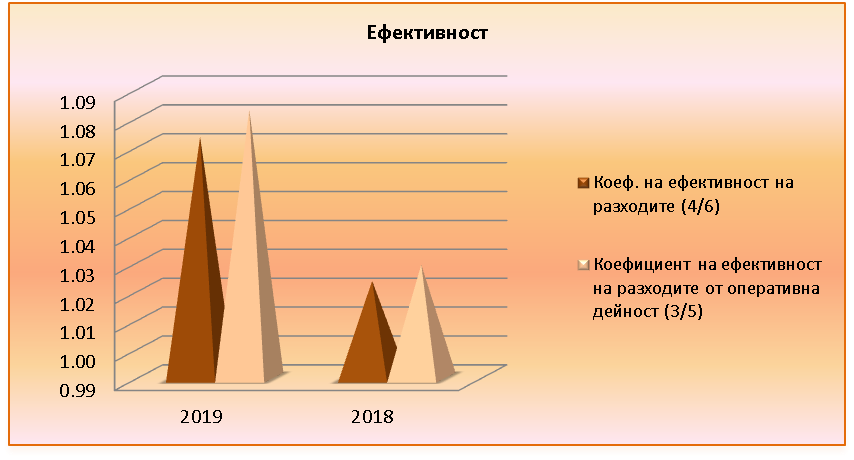 Ефективност
1.09
1.08
1.07
1.06
1.05
1.04
1.03
1.02
1.01
1.00
0.99
2019
2018
Коеф. на ефективност на
разходите (4/6)
Коефициент на ефективност
на разходите от оперативна
дейност (3/5)